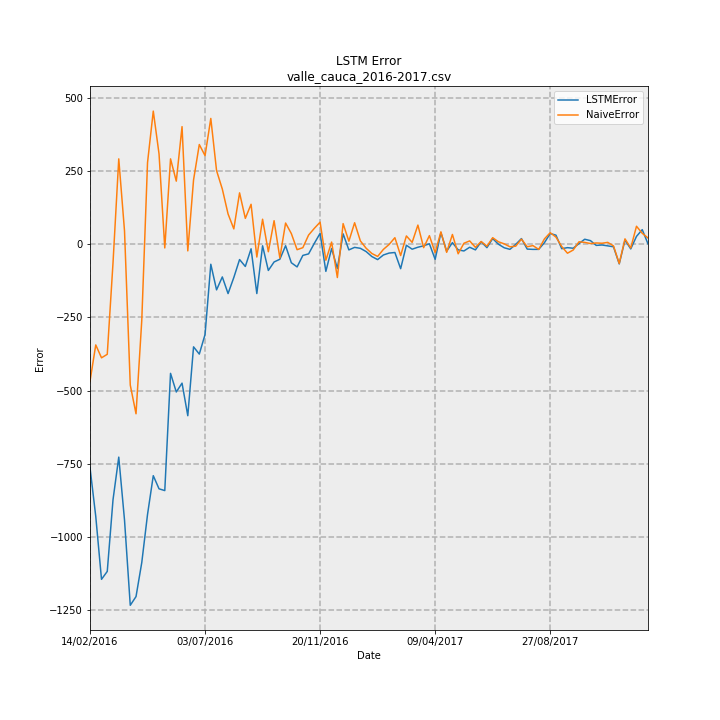 LSTM Error
valle_cauca_2016-2017.csv
LSTMError
NaiveError
500
250
0
−250
−500
−750
−1000
−1250
Error
14/02/2016 03/07/2016 20/11/2016 09/04/2017 27/08/2017
Date